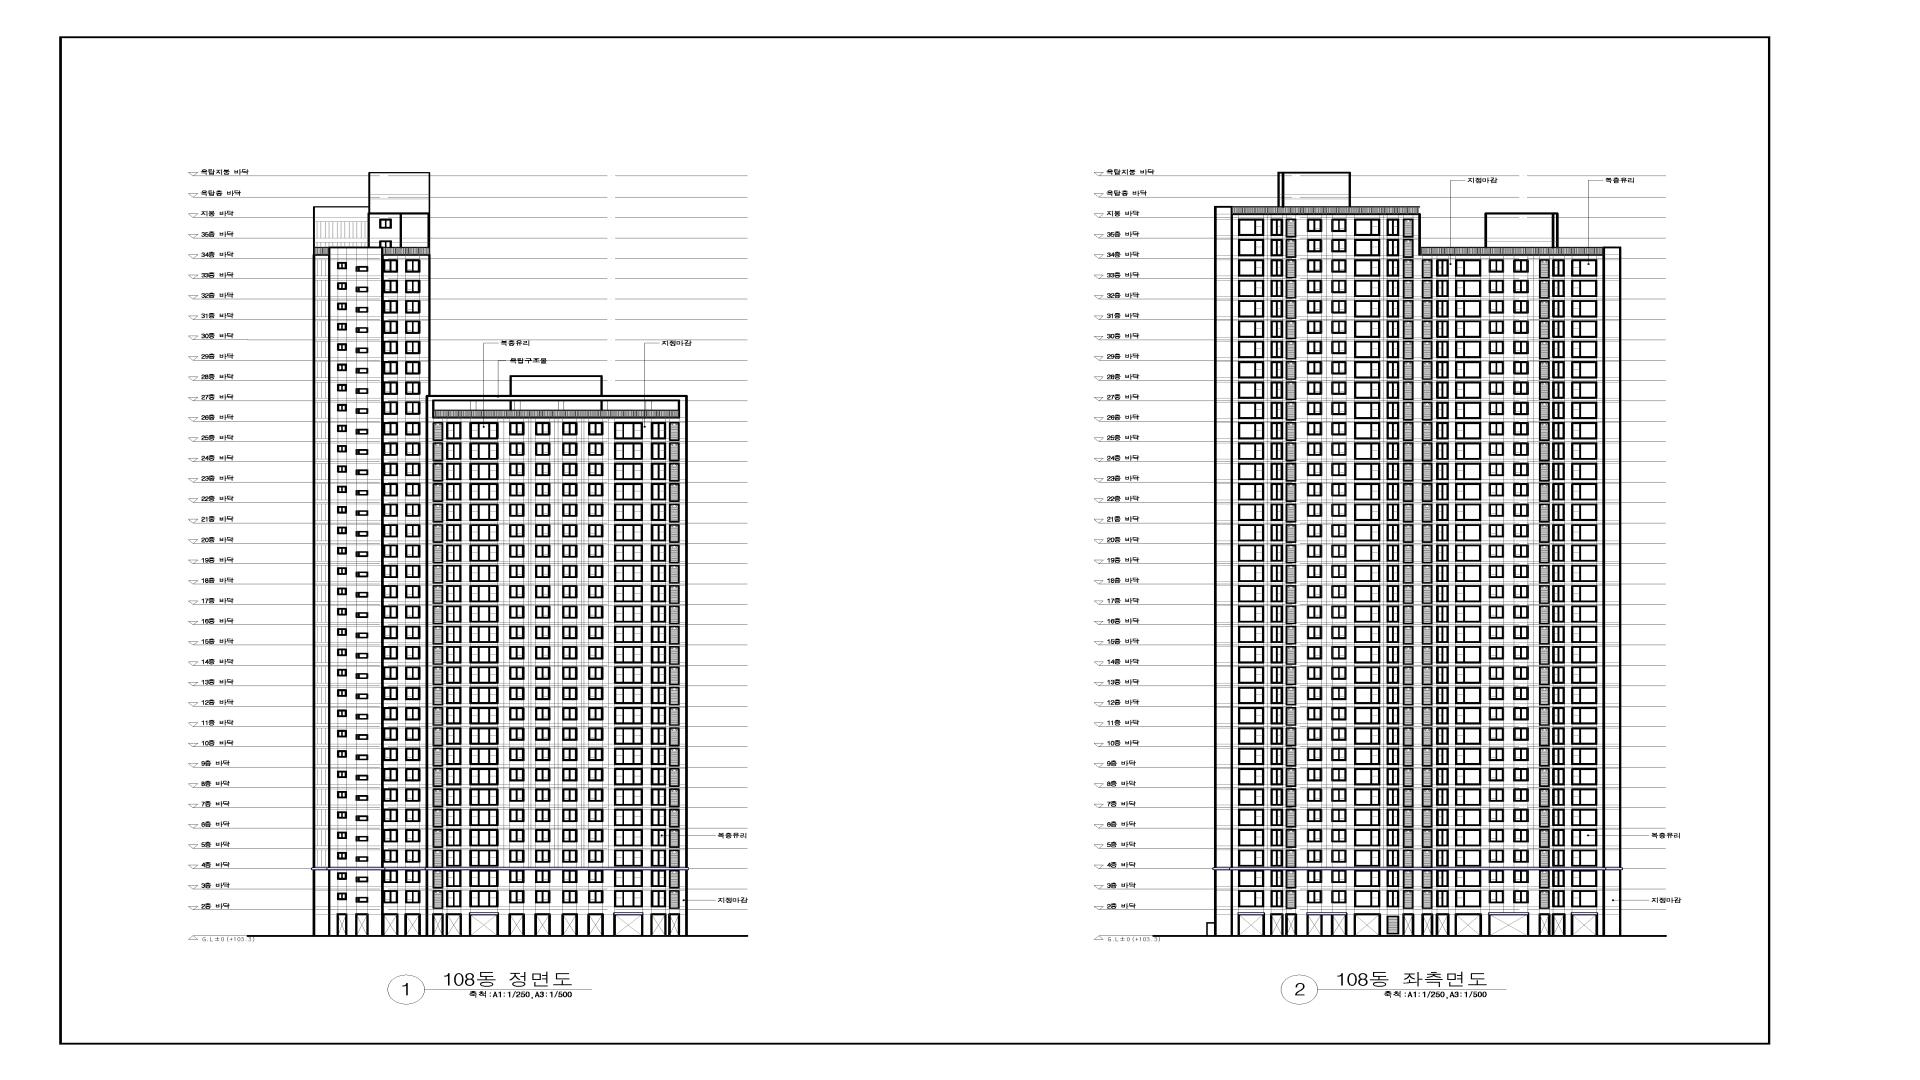 옥탑지붕 바닥
옥탑층 바닥
지붕 바닥
35층 바닥
34층 바닥
33층 바닥
32층 바닥
31층 바닥
30층 바닥
29층 바닥
28층 바닥
27층 바닥
26층 바닥
25층 바닥
24층 바닥
23층 바닥
22층 바닥
21층 바닥
20층 바닥
19층 바닥
18층 바닥
17층 바닥
16층 바닥
15층 바닥
14층 바닥
13층 바닥
12층 바닥
11층 바닥
10층 바닥
9층 바닥
8층 바닥
7층 바닥
6층 바닥
5층 바닥
4층 바닥
3층 바닥
2층 바닥
G.L±0(+103.3)
복층유리
지정마감
옥탑구조물
복층유리
지정마감
1
108동 정면도
축척:A1:1/250,A3:1/500
옥탑지붕 바닥
옥탑층 바닥
지붕 바닥
35층 바닥
34층 바닥
33층 바닥
32층 바닥
31층 바닥
30층 바닥
29층 바닥
28층 바닥
27층 바닥
26층 바닥
25층 바닥
24층 바닥
23층 바닥
22층 바닥
21층 바닥
20층 바닥
19층 바닥
18층 바닥
17층 바닥
16층 바닥
15층 바닥
14층 바닥
13층 바닥
12층 바닥
11층 바닥
10층 바닥
9층 바닥
8층 바닥
7층 바닥
6층 바닥
5층 바닥
4층 바닥
3층 바닥
2층 바닥
G.L±0(+103.3)
지정마감
복층유리
복층유리
지정마감
2
108동 좌측면도
축척:A1:1/250,A3:1/500